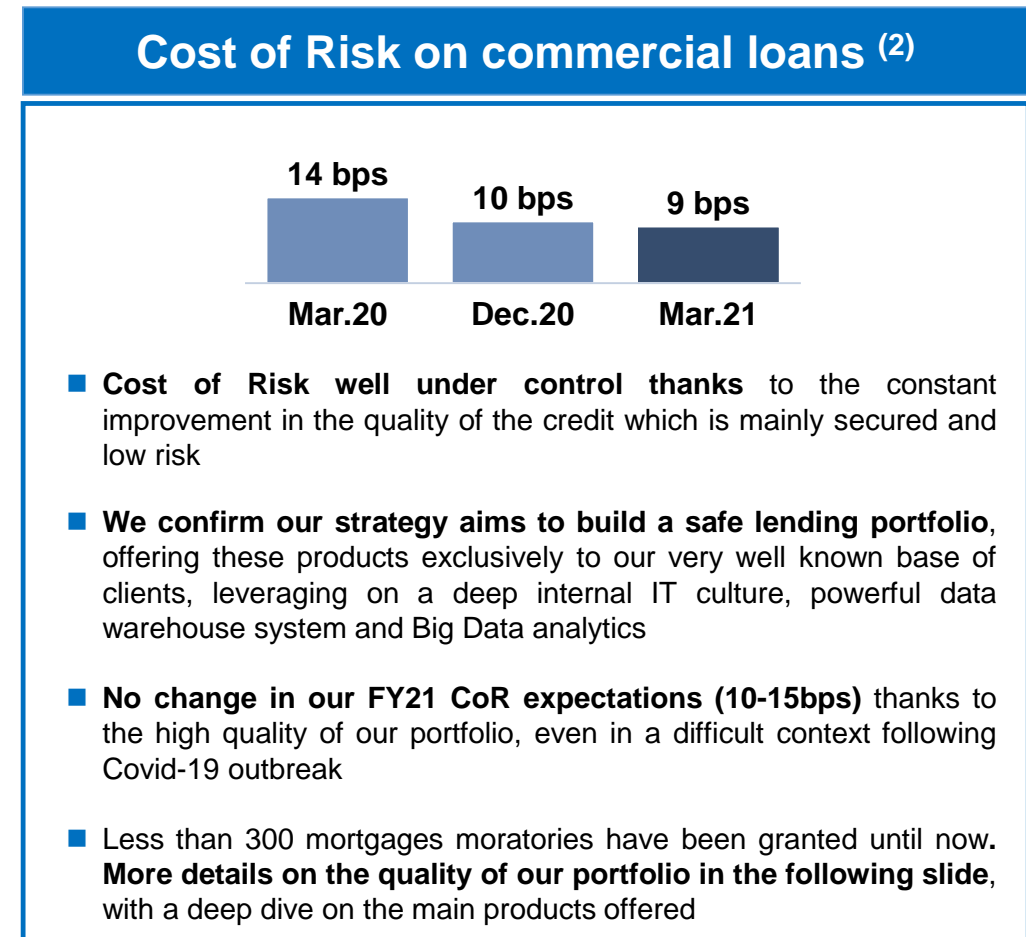 Cost of Risk on commercial loans (2)
14 bps
10 bps
9 bps
Mar.20
Dec.20
Mar.21
Cost of Risk well under control thanks to the constant
improvement in the quality of the credit which is mainly secured and
low risk
We confirm our strategy aims to build a safe lending portfolio,
offering these products exclusively to our very well known base of
clients, leveraging on a deep internal IT culture, powerful data
warehouse system and Big Data analytics
No change in our FY21 CoR expectations (10-15bps) thanks to
the high quality of our portfolio, even in a difficult context following
Covid-19 outbreak
Less than 300 mortgages moratories have been granted until now.
More details on the quality of our portfolio in the following slide,
with a deep dive on the main products offered